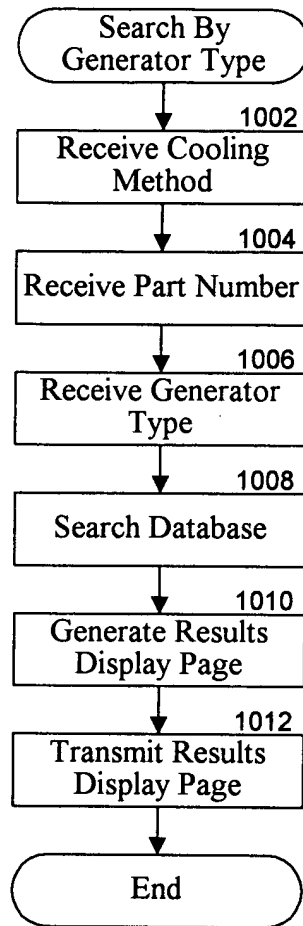 Search By
Generator Type
1002
Receive Cooling
Method
1004
Receive Part Number
1006
Receive Generator
Type
1008
Search Database
1010
Generate Results
Display Page
1012
Transmit Results
Display Page
End